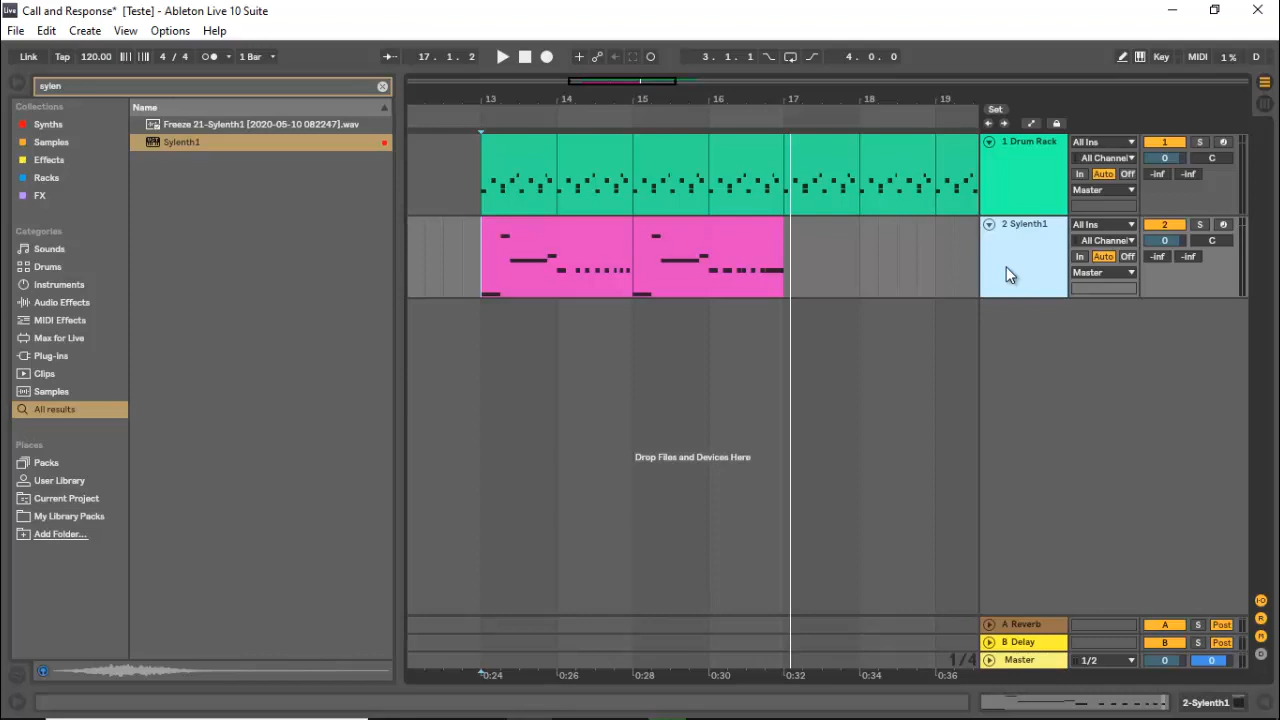 Call and Response* [Teste] - Ableton Live 10 Suite
File Edit Create View Options Help
Link Tap 120.00 4 / 4 1 Bar 17. 1. 2 3. 1. 1 4. 0. 0 Key MIDI 1 % D
sylen
Collections
Synths
Samples
Effects
Racks
FX
Categories
Sounds
Drums
Instruments
Audio Effects
MIDI Effects
Max for Live
Plug-ins
Clips
Samples
All results
Places
Packs
User Library
Current Project
My Library Packs
Add Folder...
Name
Freeze 21-Sylenth1 [2020-05-10 082247].wav
Sylenth1
13 14 15 16 17 18 19
Set
1 Drum Rack All Ins 1 S
All Channel 0 C
In Auto Off -inf -inf
Master
2 Sylenth1 All Ins 2 S
All Channel 0 C
In Auto Off -inf -inf
Master
Drop Files and Devices Here
A Reverb A S Post
B Delay B S Post
1/4 Master 1/2 0 0
0:24 0:26 0:28 0:30 0:32 0:34 0:36
2-Sylenth1